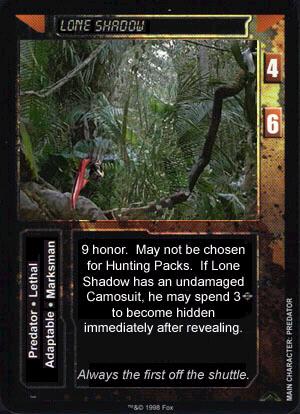 LONE SHADOW
4
6
9 honor. May not be chosen
for Hunting Packs. If Lone
Shadow has an undamaged
Camosuit, he may spend 3
to become hidden
immediately after revealing.
Predator • Lethal
Adaptable • Marksman
Always the first off the shuttle.
MAIN CHARACTER: PREDATOR
™&© 1998 Fox